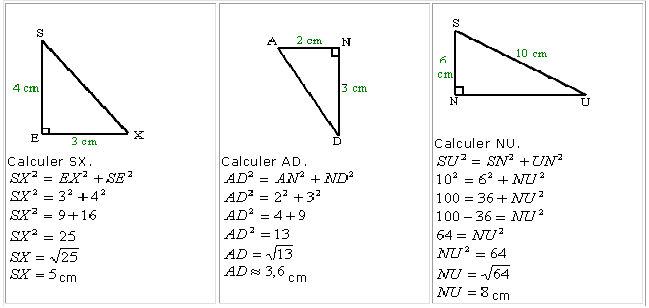 S
4 cm
E
3 cm
X
Calculer SX.
SX² = EX² + SE²
SX² = 3² + 4²
SX² = 9 + 16
SX² = 25
SX = √25
SX = 5 cm
A
2 cm
N
3 cm
D
Calculer AD.
AD² = AN² + ND²
AD² = 2² + 3²
AD² = 4 + 9
AD² = 13
AD = √13
AD ≈ 3,6 cm
S
10 cm
6
cm
N
U
Calculer NU.
SU² = SN² + UN²
10² = 6² + NU²
100 = 36 + NU²
100 − 36 = NU²
64 = NU²
NU² = 64
NU = √64
NU = 8 cm